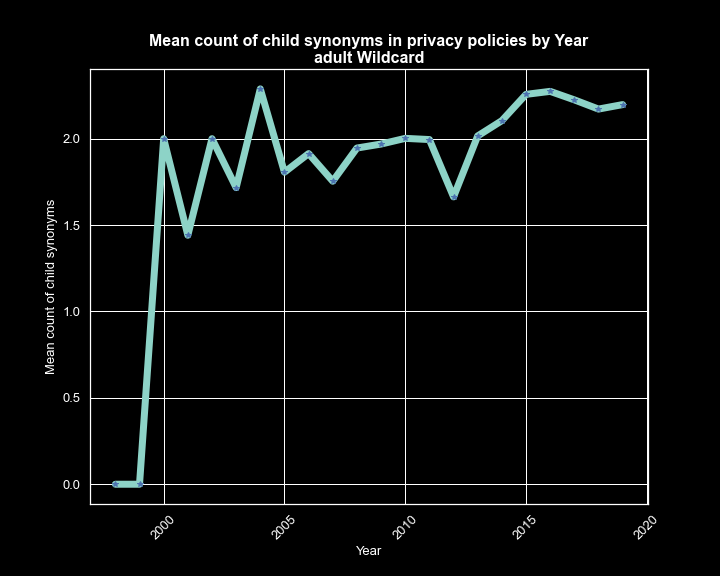 Mean count of child synonyms in privacy policies by Year
adult Wildcard
Mean count of child synonyms
2.0
1.5
1.0
0.5
0.0
2000
2005
2010
2015
2020
Year